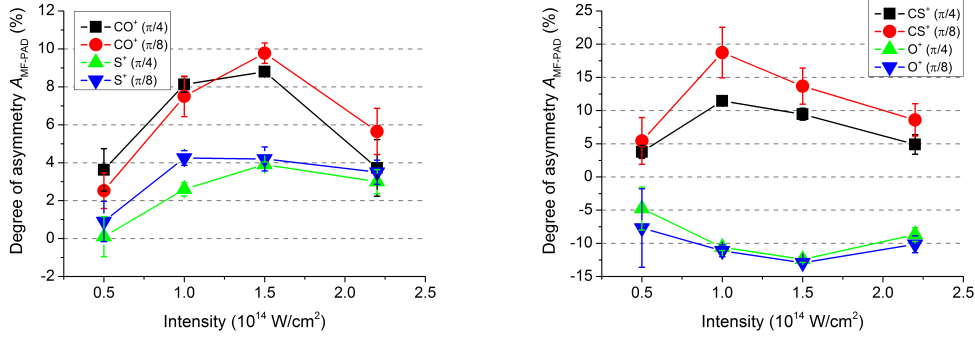 Degree of asymmetry A_MF-PAD (%)
12
10
8
6
4
2
0
-2
CO⁺ (π/4)
CO⁺ (π/8)
S⁺ (π/4)
S⁺ (π/8)
0.5
1.0
1.5
2.0
2.5
Intensity (10¹⁴ W/cm²)
Degree of asymmetry A_MF-PAD (%)
25
20
15
10
5
0
-5
-10
-15
CS⁺ (π/4)
CS⁺ (π/8)
O⁺ (π/4)
O⁺ (π/8)
0.5
1.0
1.5
2.0
2.5
Intensity (10¹⁴ W/cm²)